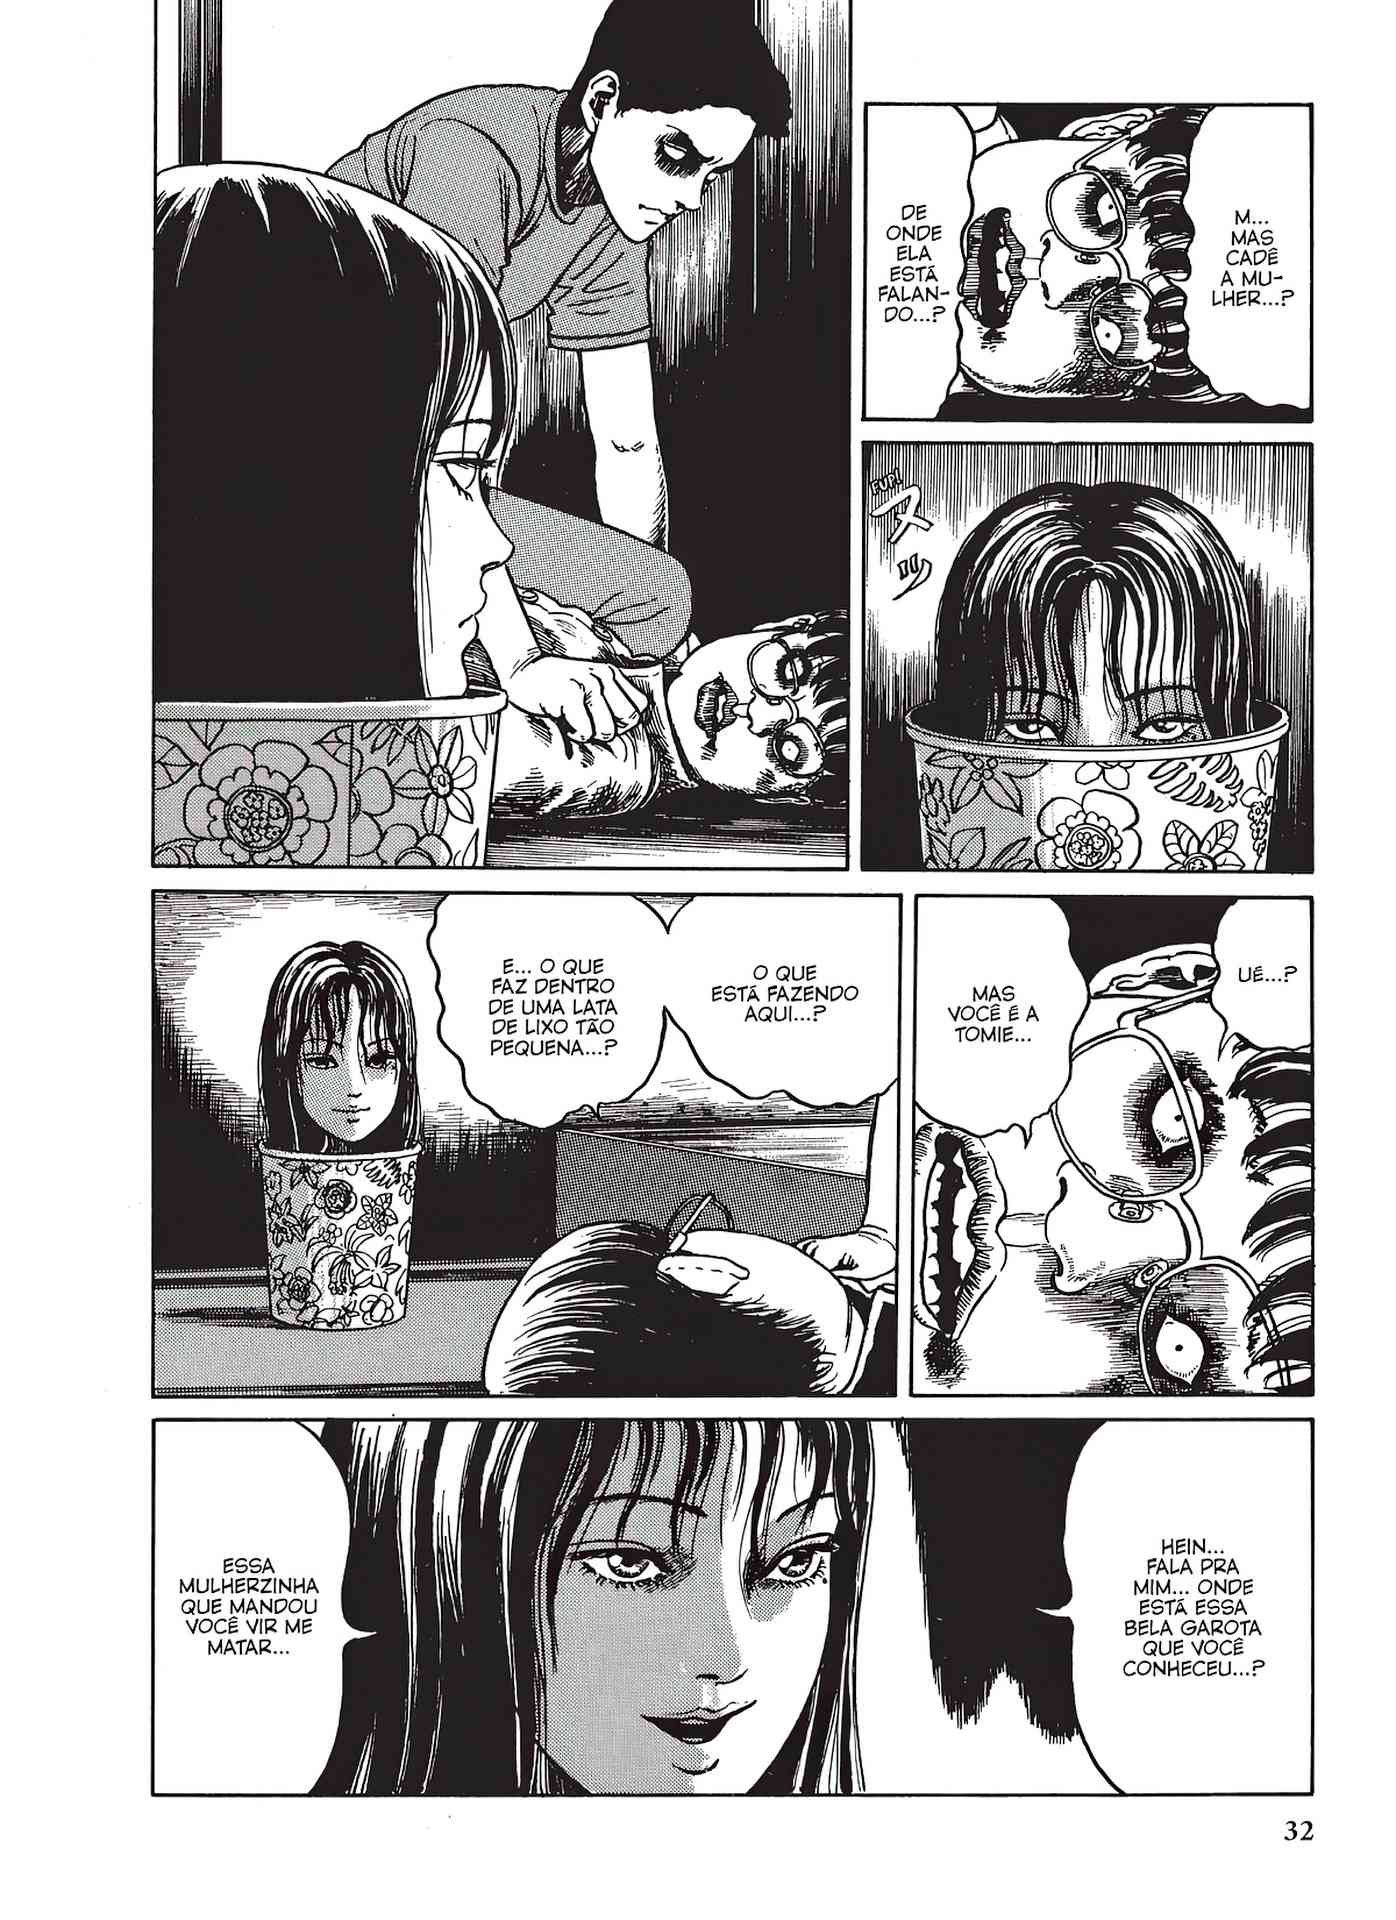 M...
MAS
CADÊ
A MU-
LHER...?
DE
ONDE
ELA
ESTÁ
FALAN-
DO...?
FUP!
ヌッ
UÉ...?
MAS
VOCÊ É A
TOMIE...
O QUE
ESTÁ FAZENDO
AQUI...?
E... O QUE
FAZ DENTRO
DE UMA LATA
DE LIXO TÃO
PEQUENA...?
HEIN...
FALA PRA
MIM... ONDE
ESTÁ ESSA
BELA GAROTA
QUE VOCÊ
CONHECEU...?
ESSA
MULHERZINHA
QUE MANDOU
VOCÊ VIR ME
MATAR...
32